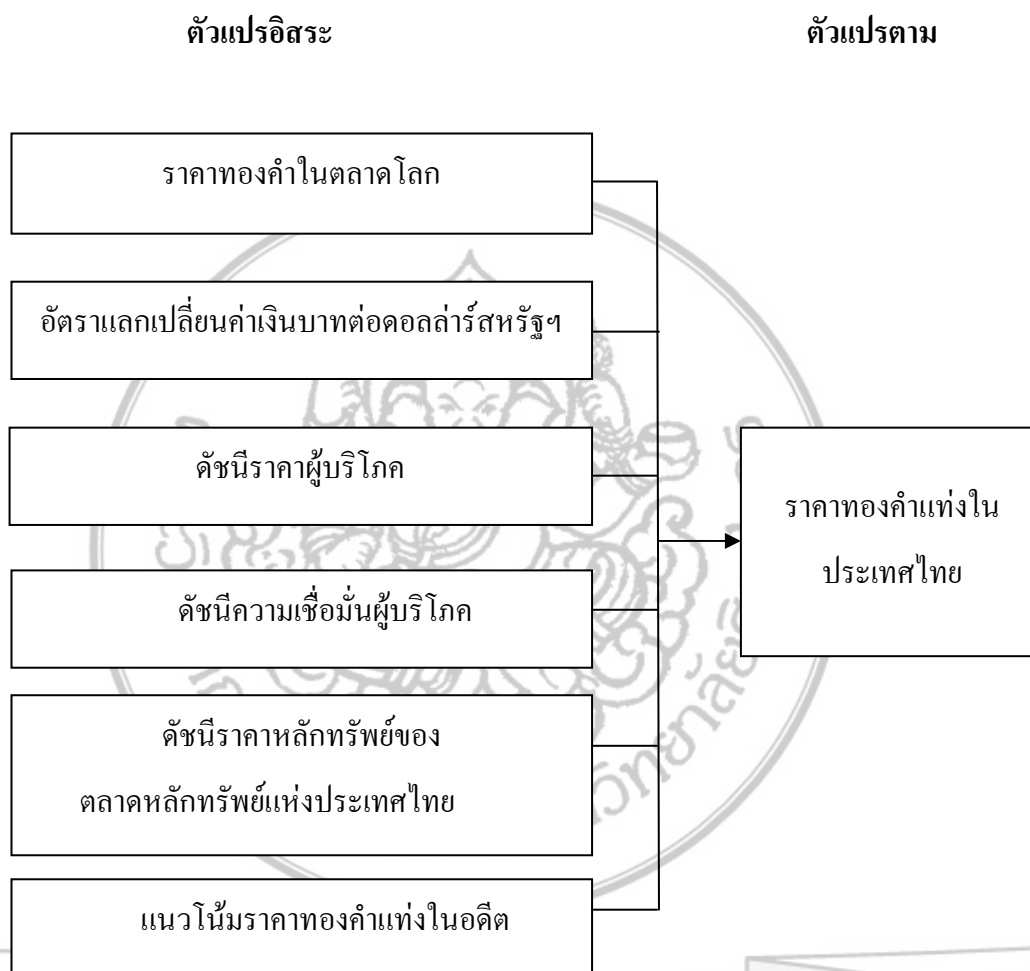 ตัวแปรอิสระ
ตัวแปรตาม
ราคาทองคำในตลาดโลก
อัตราแลกเปลี่ยนค่าเงินบาทต่อดอลล่าร์สหรัฐฯ
ดัชนีราคาผู้บริโภค
ดัชนีความเชื่อมั่นผู้บริโภค
ดัชนีราคาหลักทรัพย์ของ
ตลาดหลักทรัพย์แห่งประเทศไทย
แนวโน้มราคาทองคำแท่งในอดีต
ราคาทองคำแท่งใน
ประเทศไทย